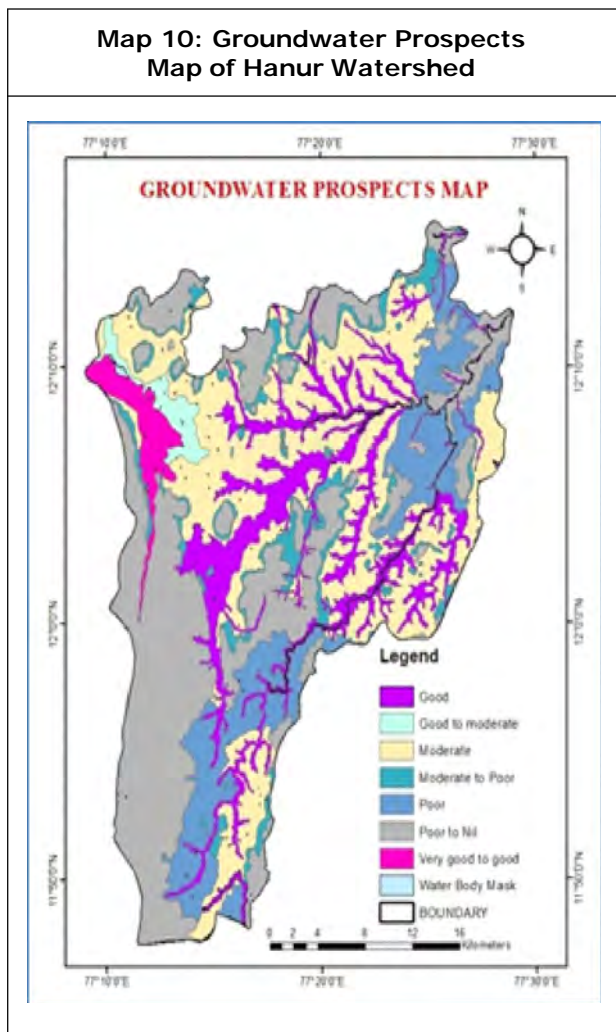 Map 10: Groundwater Prospects
Map of Hanur Watershed
77°10'0"E
77°20'0"E
77°30'0"E
GROUNDWATER PROSPECTS MAP
N
W
E
S
12°10'0"N
12°10'0"N
12°0'0"N
12°0'0"N
Legend
Good
Good to moderate
Moderate
Moderate to Poor
Poor
Poor to Nil
Very good to good
Water Body Mask
BOUNDARY
11°50'0"N
11°50'0"N
0 2 4 8 12 16
Kilometers
77°10'0"E
77°20'0"E
77°30'0"E